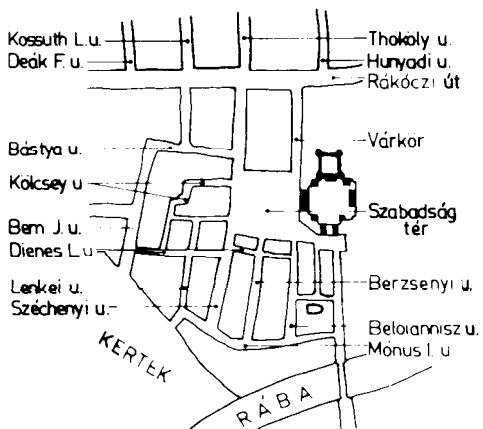 Kossuth L. u.
Deák F. u.
Bástya u.
Kölcsey u
Bem J. u.
Dienes L. u
Lenkei u.
Széchenyi u.
Thököly u.
Hunyadi u.
Rákóczi út
Várkör
Szabadság
tér
Berzsenyi u.
Beloiannisz u.
Mónus I. u
KERTEK
RÁBA